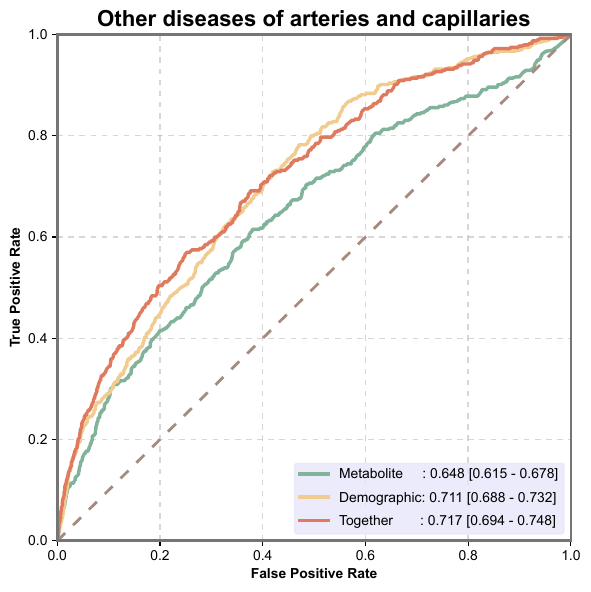 Other diseases of arteries and capillaries
1.0
0.8
0.6
0.4
0.2
0.0
True Positive Rate
Metabolite : 0.648 [0.615 - 0.678]
Demographic: 0.711 [0.688 - 0.732]
Together : 0.717 [0.694 - 0.748]
0.0 0.2 0.4 0.6 0.8 1.0
False Positive Rate